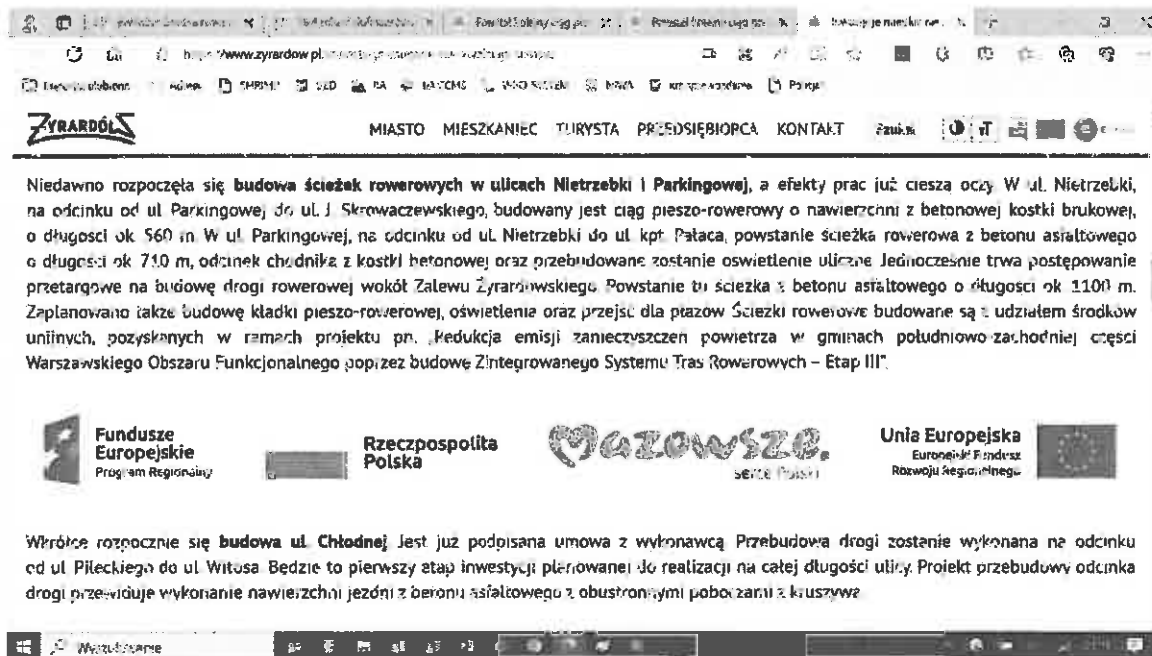 www.zyrardow.pl
ŻYRARDÓW
MIASTO MIESZKANIEC TURYSTA PRZEDSIĘBIORCA KONTAKT Szukaj
Niedawno rozpoczęła się budowa ścieżek rowerowych w ulicach Nietrzebki i Parkingowej, a efekty prac już cieszą oczy. W ul. Nietrzebki,
na odcinku od ul. Parkingowej do ul. J. Skrowaczewskiego, budowany jest ciąg pieszo-rowerowy o nawierzchni z betonowej kostki brukowej,
o długości ok. 560 m. W ul. Parkingowej, na odcinku od ul. Nietrzebki do ul. kpt. Pałaca, powstanie ścieżka rowerowa z betonu asfaltowego
o długości ok. 710 m, odcinek chodnika z kostki betonowej oraz przebudowane zostanie oświetlenie uliczne. Jednocześnie trwa postępowanie
przetargowe na budowę drogi rowerowej wokół Zalewu Żyrardowskiego. Powstanie tu ścieżka z betonu asfaltowego o długości ok. 1100 m.
Zaplanowano także budowę kładki pieszo-rowerowej, oświetlenia oraz przejść dla płazów. Ścieżki rowerowe budowane są z udziałem środków
unijnych, pozyskanych w ramach projektu pn. „Redukcja emisji zanieczyszczeń powietrza w gminach południowo-zachodniej części
Warszawskiego Obszaru Funkcjonalnego poprzez budowę Zintegrowanego Systemu Tras Rowerowych – Etap III”.
Fundusze
Europejskie
Program Regionalny
Rzeczpospolita
Polska
Mazowsze.
serce Polski
Unia Europejska
Europejski Fundusz
Rozwoju Regionalnego
Wkrótce rozpocznie się budowa ul. Chłodnej. Jest już podpisana umowa z wykonawcą. Przebudowa drogi zostanie wykonana na odcinku
od ul. Pileckiego do ul. Witosa. Będzie to pierwszy etap inwestycji planowanej do realizacji na całej długości ulicy. Projekt przebudowy odcinka
drogi przewiduje wykonanie nawierzchni jezdni z betonu asfaltowego z obustronnymi poboczami z kruszywa.
Wyszukiwanie